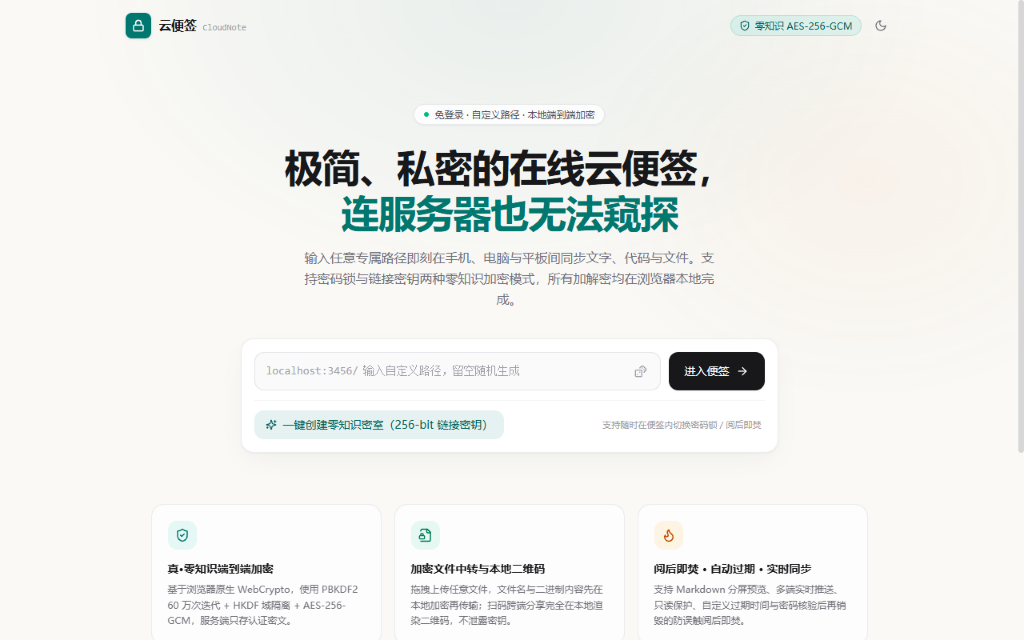 云便签 CloudNote
零知识 AES-256-GCM
免登录 · 自定义路径 · 本地端到端加密
极简、私密的在线云便签，
连服务器也无法窥探
输入任意专属路径即刻在手机、电脑与平板间同步文字、代码与文件。支
持密码锁与链接密钥两种零知识加密模式，所有加解密均在浏览器本地完
成。
localhost:3456/ 输入自定义路径，留空随机生成
进入便签 →
一键创建零知识密室（256-bit 链接密钥）
支持随时在便签内切换密码锁 / 阅后即焚
真·零知识端到端加密
基于浏览器原生 WebCrypto，使用 PBKDF2
60 万次迭代 + HKDF 域隔离 + AES-256-
GCM，服务端只存认证密文。
加密文件中转与本地二维码
拖拽上传任意文件，文件名与二进制内容先在
本地加密再传输；扫码跨端分享完全在本地渲
染二维码，不泄露密钥。
阅后即焚 · 自动过期 · 实时同步
支持 Markdown 分屏预览、多端实时推送、
只读保护、自定义过期时间与密码核验后再销
毁的防误触阅后即焚。